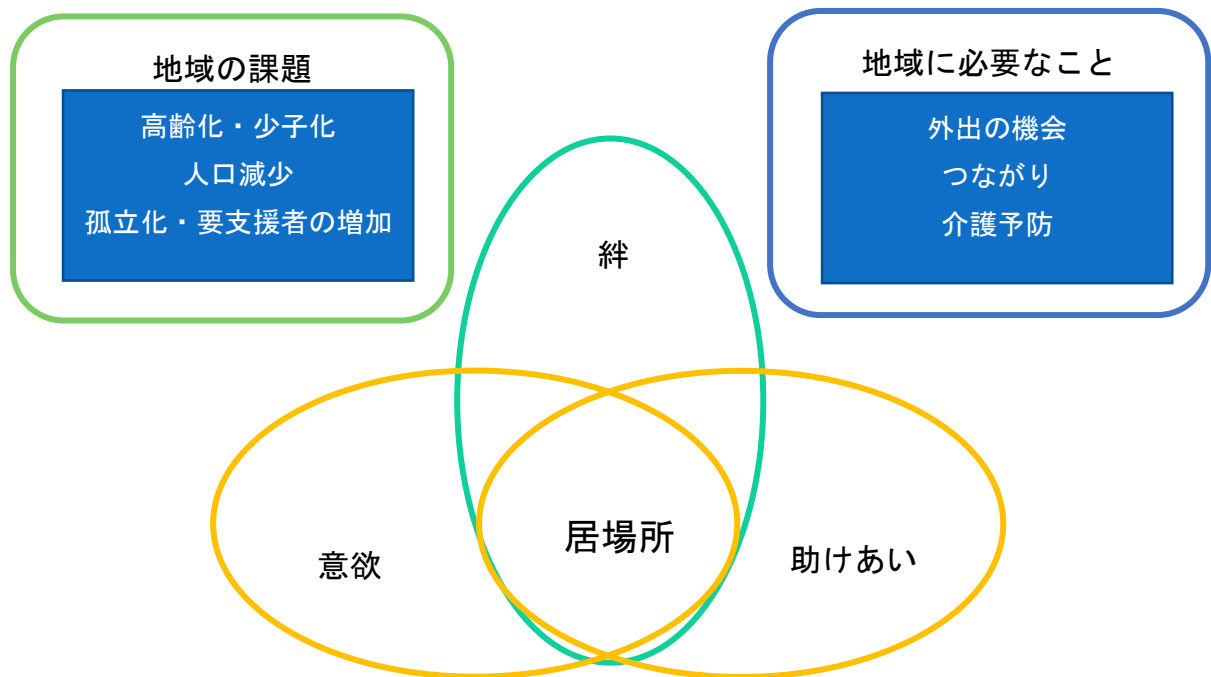 地域の課題
高齢化・少子化
人口減少
孤立化・要支援者の増加
地域に必要なこと
外出の機会
つながり
介護予防
絆
意欲
居場所
助けあい